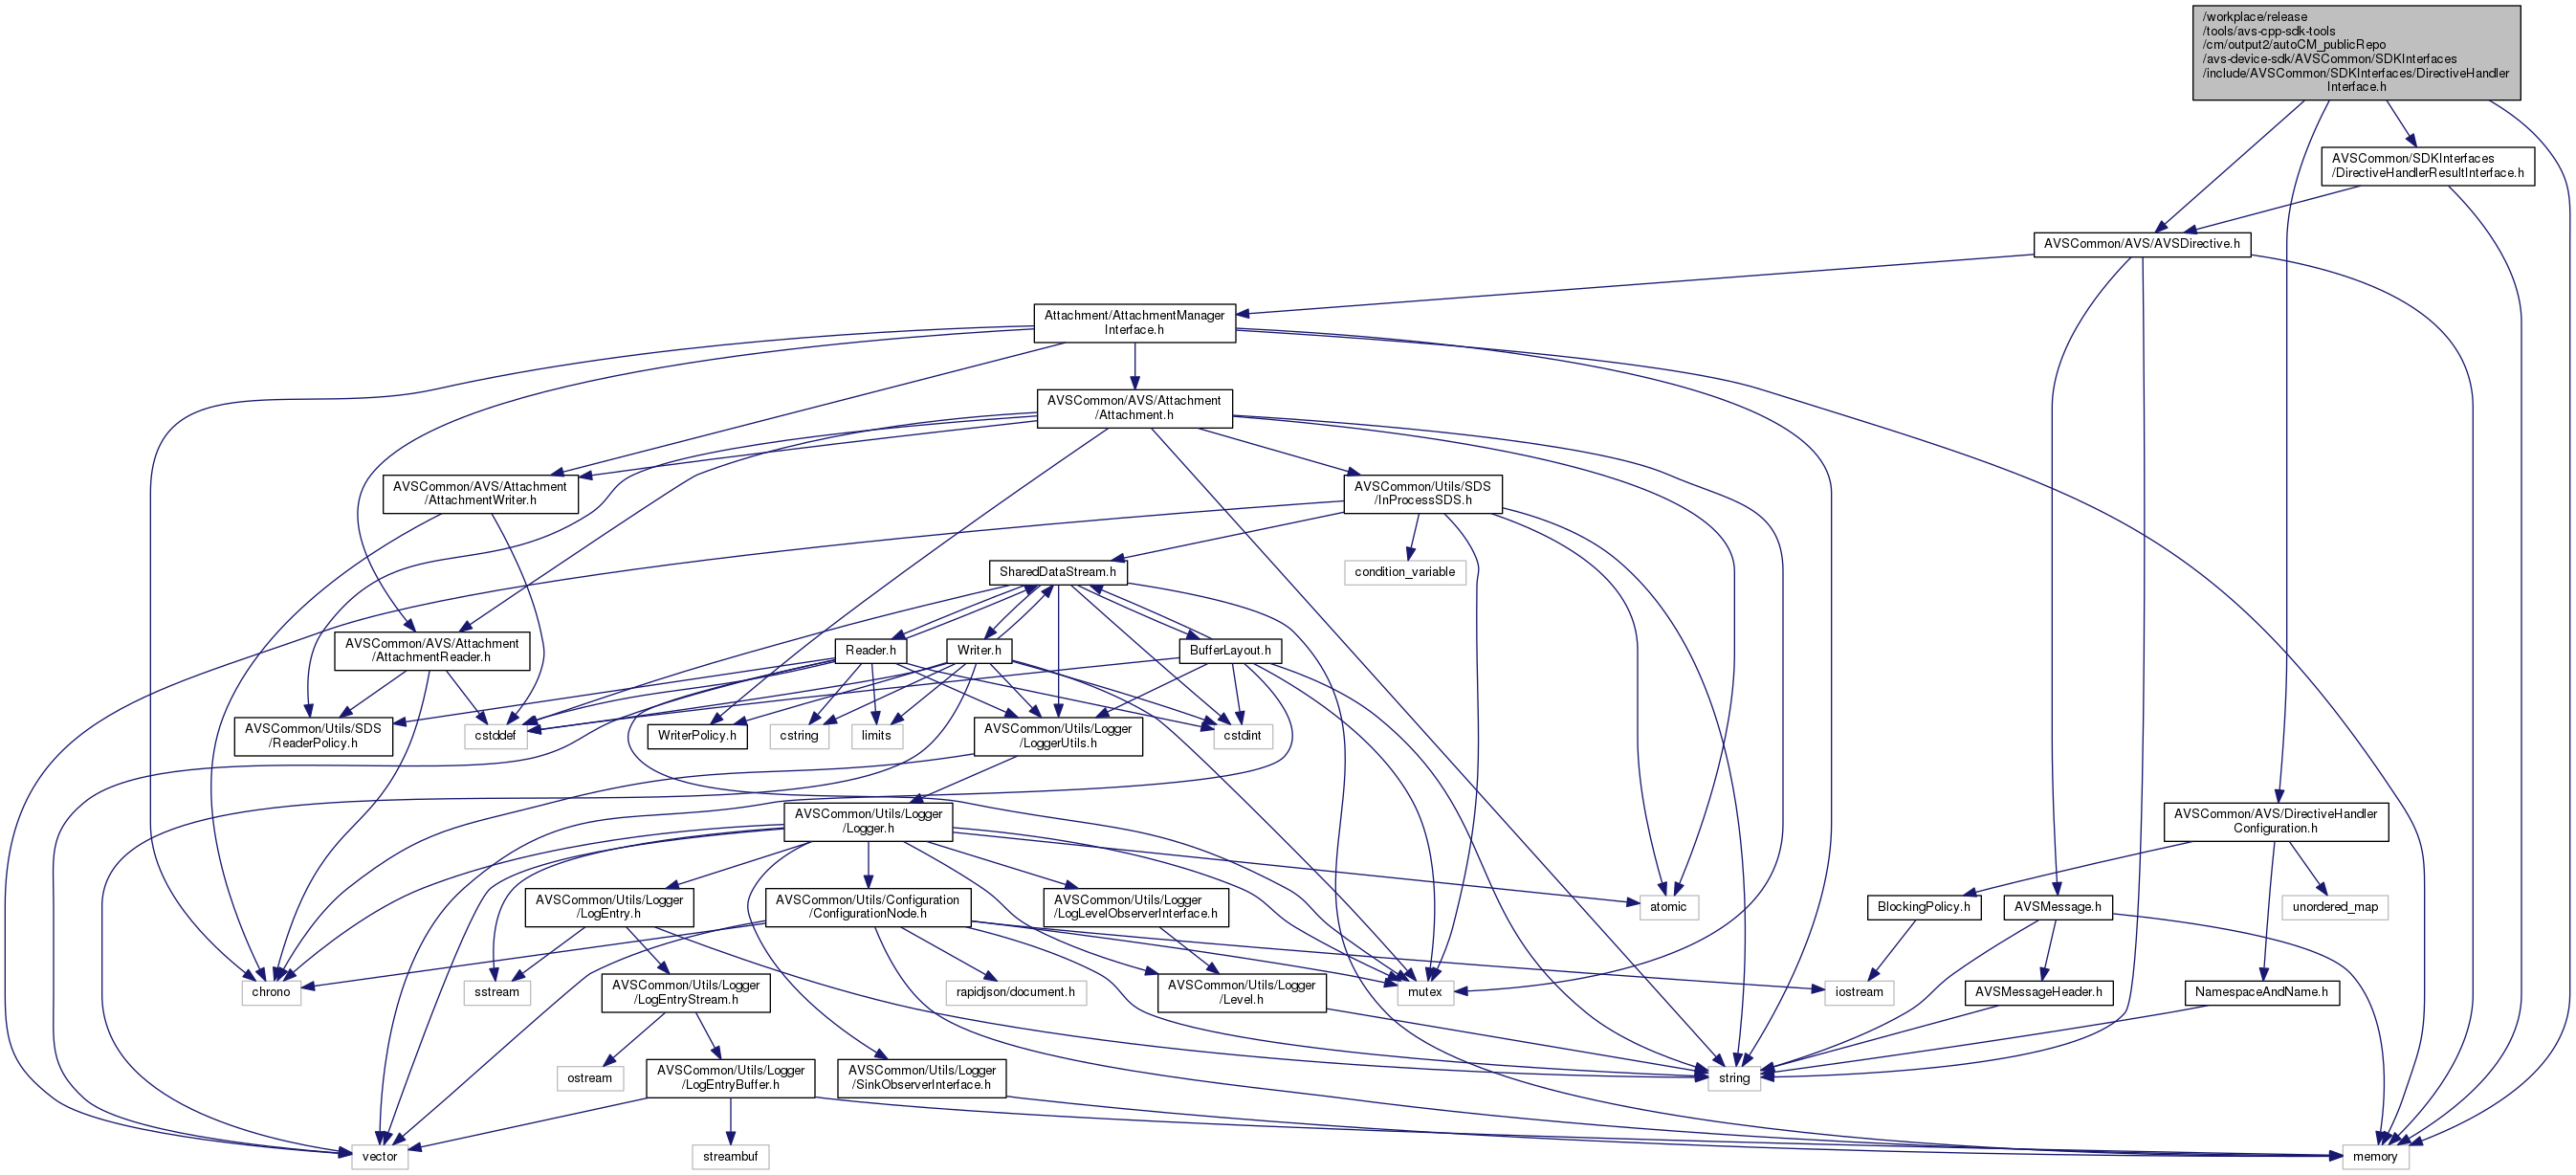 /workplace/release
/tools/avs-cpp-sdk-tools
/cm/output2/autoCM_publicRepo
/avs-device-sdk/AVSCommon/SDKInterfaces
/include/AVSCommon/SDKInterfaces/DirectiveHandler
Interface.h
AVSCommon/SDKInterfaces
/DirectiveHandlerResultInterface.h
AVSCommon/AVS/AVSDirective.h
Attachment/AttachmentManager
Interface.h
AVSCommon/AVS/Attachment
/Attachment.h
AVSCommon/AVS/Attachment
/AttachmentWriter.h
AVSCommon/Utils/SDS
/InProcessSDS.h
SharedDataStream.h
condition_variable
AVSCommon/AVS/Attachment
/AttachmentReader.h
Reader.h
Writer.h
BufferLayout.h
AVSCommon/Utils/SDS
/ReaderPolicy.h
cstddef
WriterPolicy.h
cstring
limits
AVSCommon/Utils/Logger
/LoggerUtils.h
cstdint
AVSCommon/Utils/Logger
/Logger.h
AVSCommon/AVS/DirectiveHandler
Configuration.h
AVSCommon/Utils/Logger
/LogEntry.h
AVSCommon/Utils/Configuration
/ConfigurationNode.h
AVSCommon/Utils/Logger
/LogLevelObserverInterface.h
atomic
BlockingPolicy.h
AVSMessage.h
unordered_map
chrono
sstream
AVSCommon/Utils/Logger
/LogEntryStream.h
rapidjson/document.h
AVSCommon/Utils/Logger
/Level.h
mutex
iostream
AVSMessageHeader.h
NamespaceAndName.h
ostream
AVSCommon/Utils/Logger
/LogEntryBuffer.h
AVSCommon/Utils/Logger
/SinkObserverInterface.h
string
vector
streambuf
memory